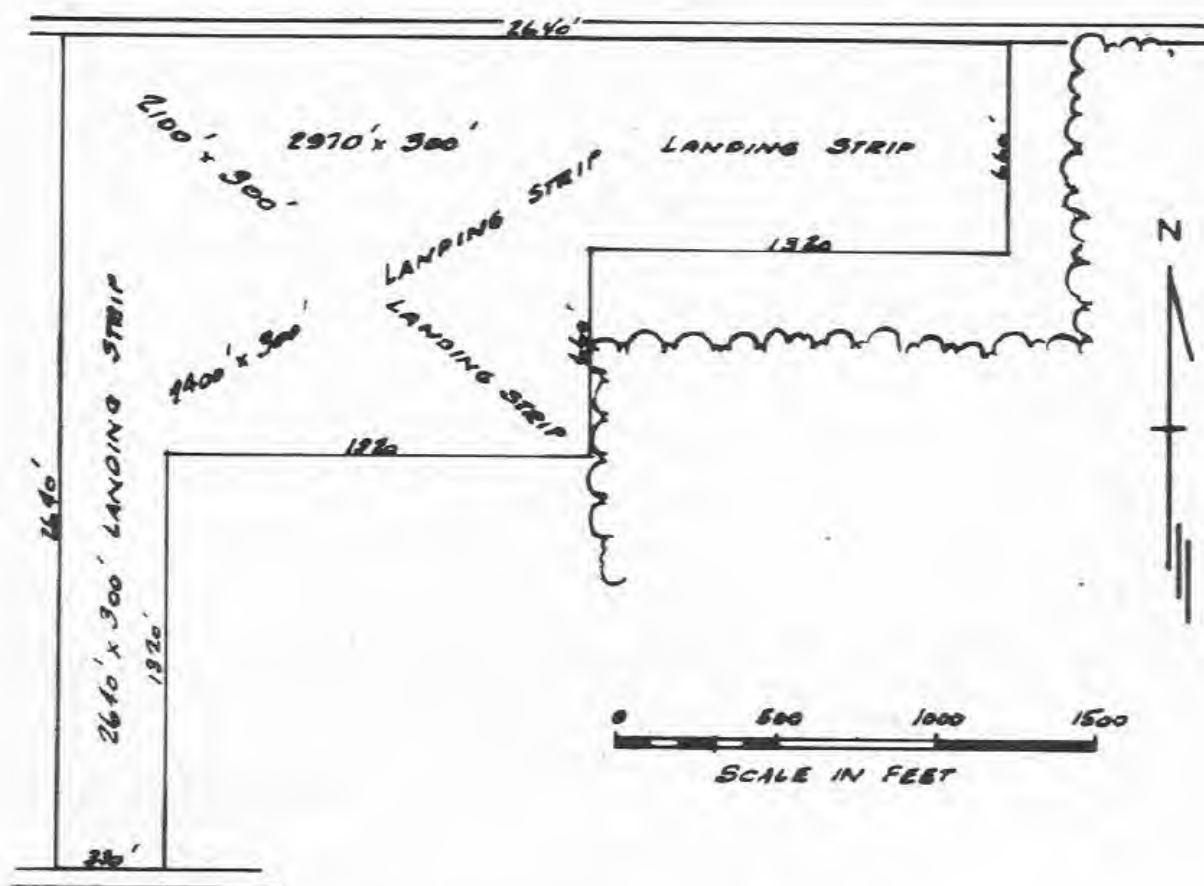 2640'
2100' x 300'
2970' x 300'
LANDING STRIP
660'
LANDING STRIP
1320
N
LANDING STRIP
660'
1400' x 300'
1320
2640'
2640' x 300' LANDING STRIP
1320'
0 500 1000 1500
SCALE IN FEET
330'